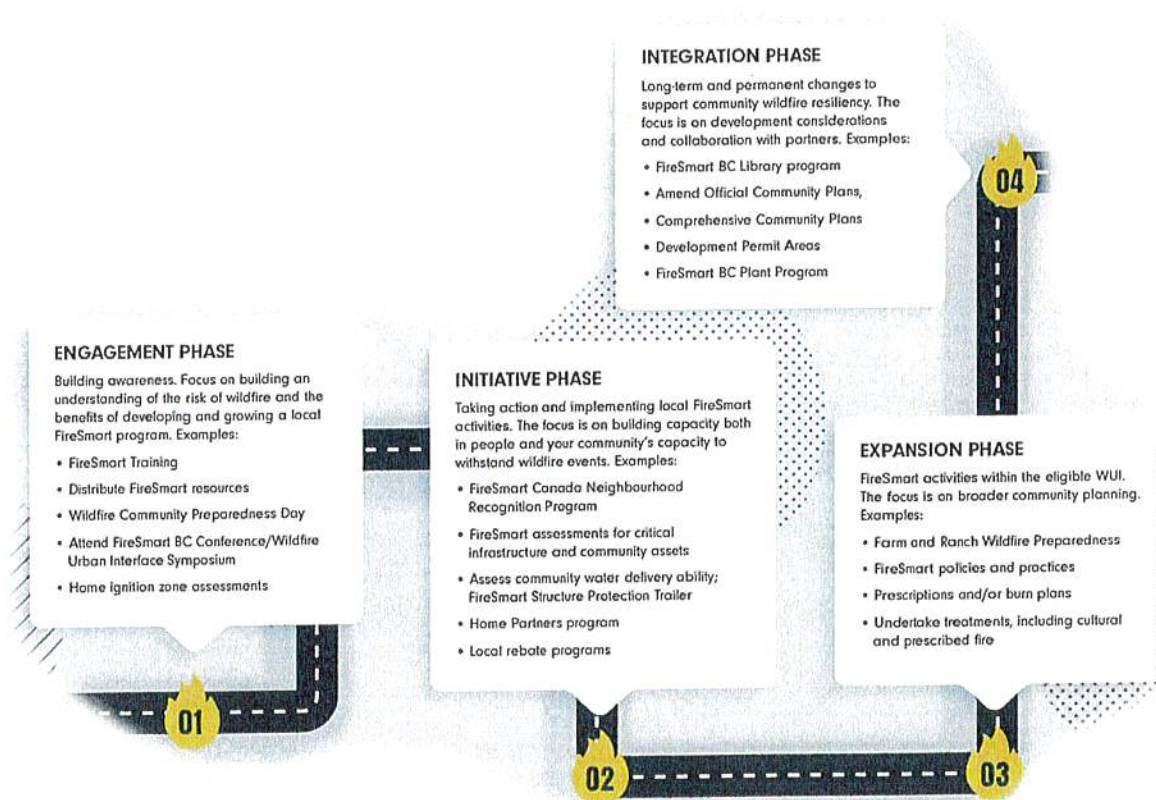 ENGAGEMENT PHASE
Building awareness. Focus on building an
understanding of the risk of wildfire and the
benefits of developing and growing a local
FireSmart program. Examples:
• FireSmart Training
• Distribute FireSmart resources
• Wildfire Community Preparedness Day
• Attend FireSmart BC Conference/Wildfire
Urban Interface Symposium
• Home ignition zone assessments
01
INITIATIVE PHASE
Taking action and implementing local FireSmart
activities. The focus is on building capacity both
in people and your community's capacity to
withstand wildfire events. Examples:
• FireSmart Canada Neighbourhood
Recognition Program
• FireSmart assessments for critical
infrastructure and community assets
• Assess community water delivery ability;
FireSmart Structure Protection Trailer
• Home Partners program
• Local rebate programs
02
EXPANSION PHASE
FireSmart activities within the eligible WUI.
The focus is on broader community planning.
Examples:
• Farm and Ranch Wildfire Preparedness
• FireSmart policies and practices
• Prescriptions and/or burn plans
• Undertake treatments, including cultural
and prescribed fire
03
INTEGRATION PHASE
Long-term and permanent changes to
support community wildfire resiliency. The
focus is on development considerations
and collaboration with partners. Examples:
• FireSmart BC Library program
• Amend Official Community Plans,
• Comprehensive Community Plans
• Development Permit Areas
• FireSmart BC Plant Program
04